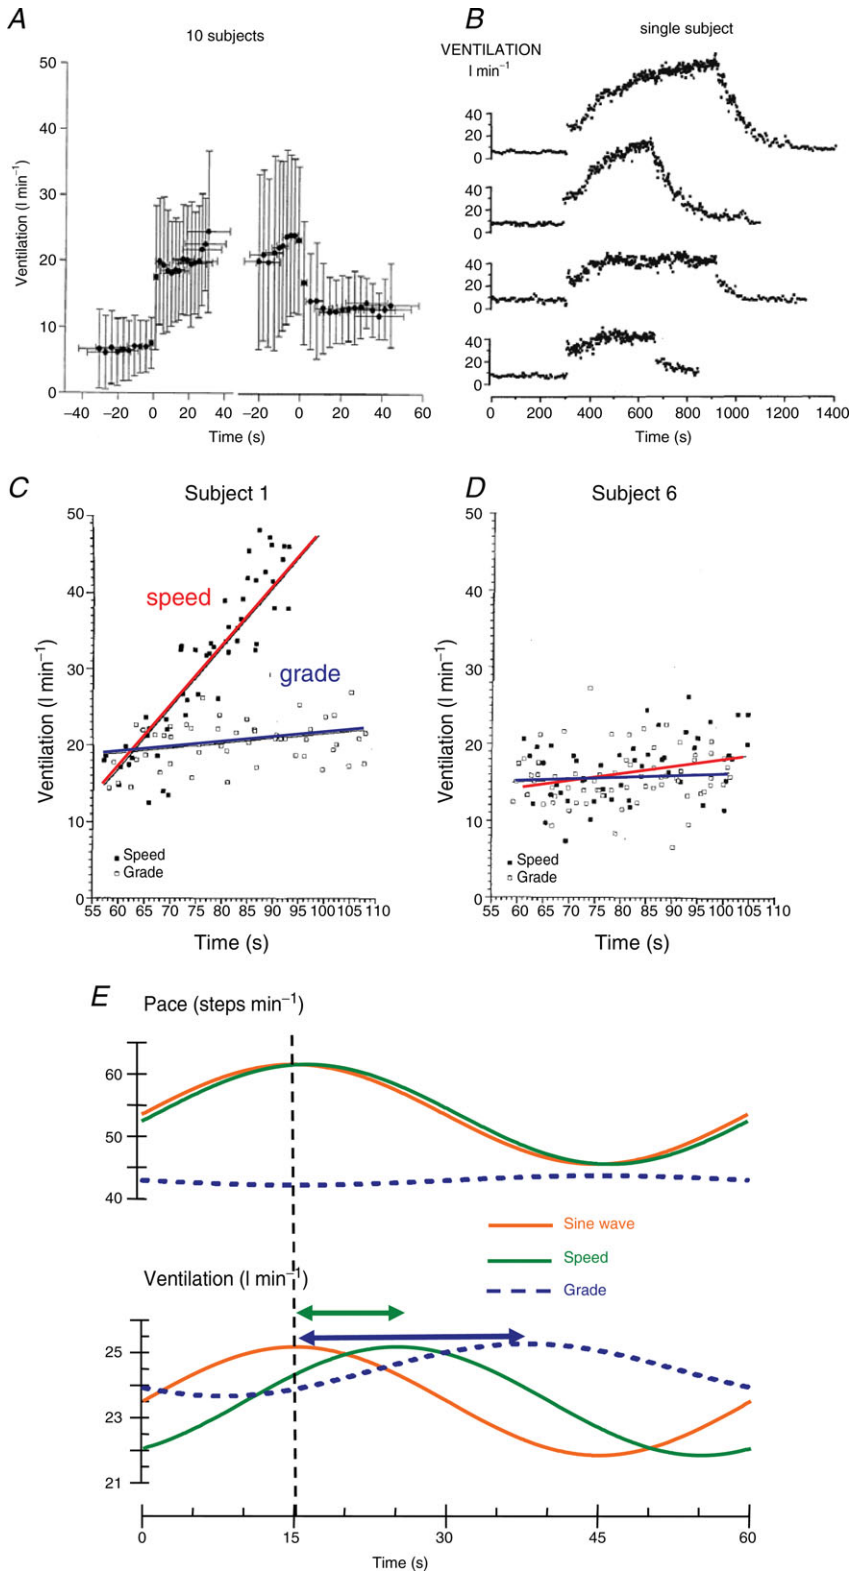 A
10 subjects
Ventilation (l min⁻¹)
50
40
30
20
10
0
−40
−20
0
20
40
−20
0
20
40
60
Time (s)
B
single subject
VENTILATION
l min⁻¹
40
20
0
40
20
0
40
20
0
40
20
0
0
200
400
600
800
1000
1200
1400
Time (s)
C
Subject 1
Ventilation (l min⁻¹)
50
40
30
20
10
0
speed
grade
Speed
Grade
55 60 65 70 75 80 85 90 95 100 105 110
Time (s)
D
Subject 6
Ventilation (l min⁻¹)
50
40
30
20
10
0
Speed
Grade
55 60 65 70 75 80 85 90 95 100 105 110
Time (s)
E
Pace (steps min⁻¹)
60
50
40
Sine wave
Speed
Grade
Ventilation (l min⁻¹)
25
23
21
0
15
30
45
60
Time (s)